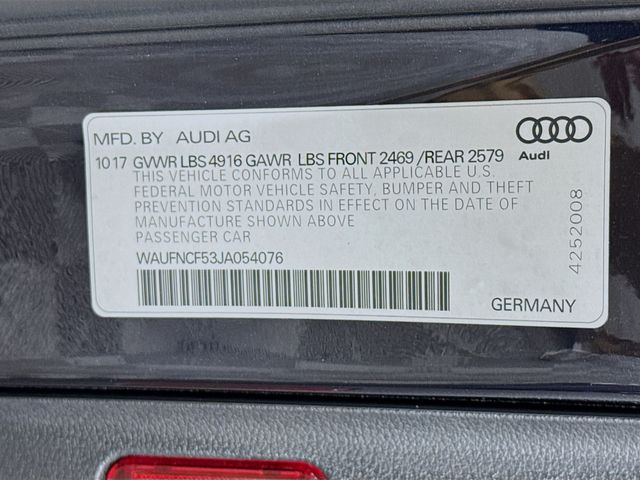 MFD. BY AUDI AG
1017 GVWR LBS 4916 GAWR LBS FRONT 2469 /REAR 2579
THIS VEHICLE CONFORMS TO ALL APPLICABLE U.S.
FEDERAL MOTOR VEHICLE SAFETY, BUMPER AND THEFT
PREVENTION STANDARDS IN EFFECT ON THE DATE OF
MANUFACTURE SHOWN ABOVE
PASSENGER CAR
WAUFNCF53JA054076
GERMANY
Audi
4252008